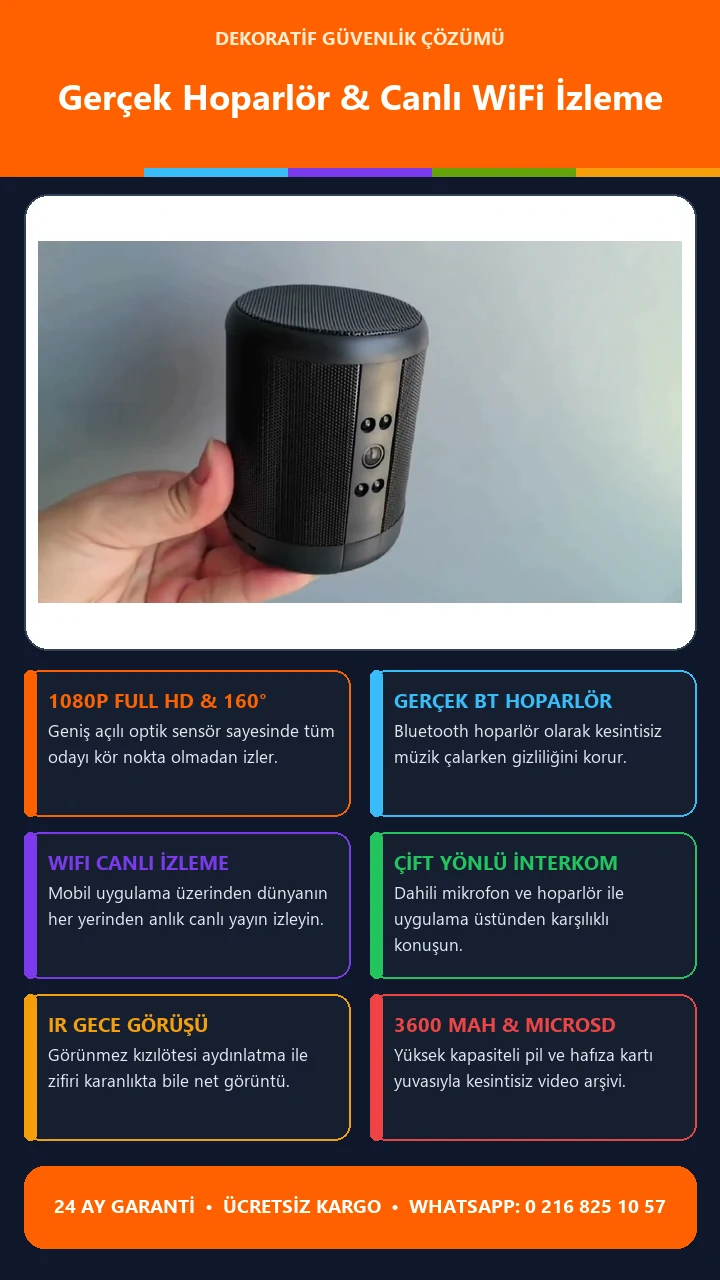 DEKORATİF GÜVENLİK ÇÖZÜMÜ
Gerçek Hoparlör & Canlı WiFi İzleme
1080P FULL HD & 160°
Geniş açılı optik sensör sayesinde tüm
odayı kör nokta olmadan izler.
GERÇEK BT HOPARLÖR
Bluetooth hoparlör olarak kesintisiz
müzik çalarken gizliliğini korur.
WIFI CANLI İZLEME
Mobil uygulama üzerinden dünyanın
her yerinden anlık canlı yayın izleyin.
ÇİFT YÖNLÜ İNTERKOM
Dahili mikrofon ve hoparlör ile
uygulama üstünden karşılıklı
konuşun.
IR GECE GÖRÜŞÜ
Görünmez kızılötesi aydınlatma ile
zifiri karanlıkta bile net görüntü.
3600 MAH & MICROSD
Yüksek kapasiteli pil ve hafıza kartı
yuvasıyla kesintisiz video arşivi.
24 AY GARANTİ • ÜCRETSİZ KARGO • WHATSAPP: 0 216 825 10 57